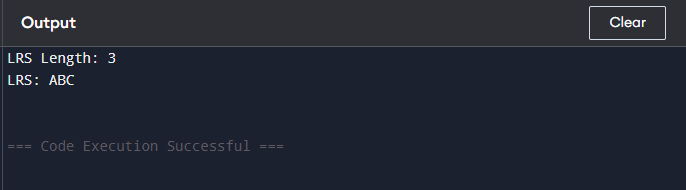 Output
Clear
LRS Length: 3
LRS: ABC
=== Code Execution Successful ===